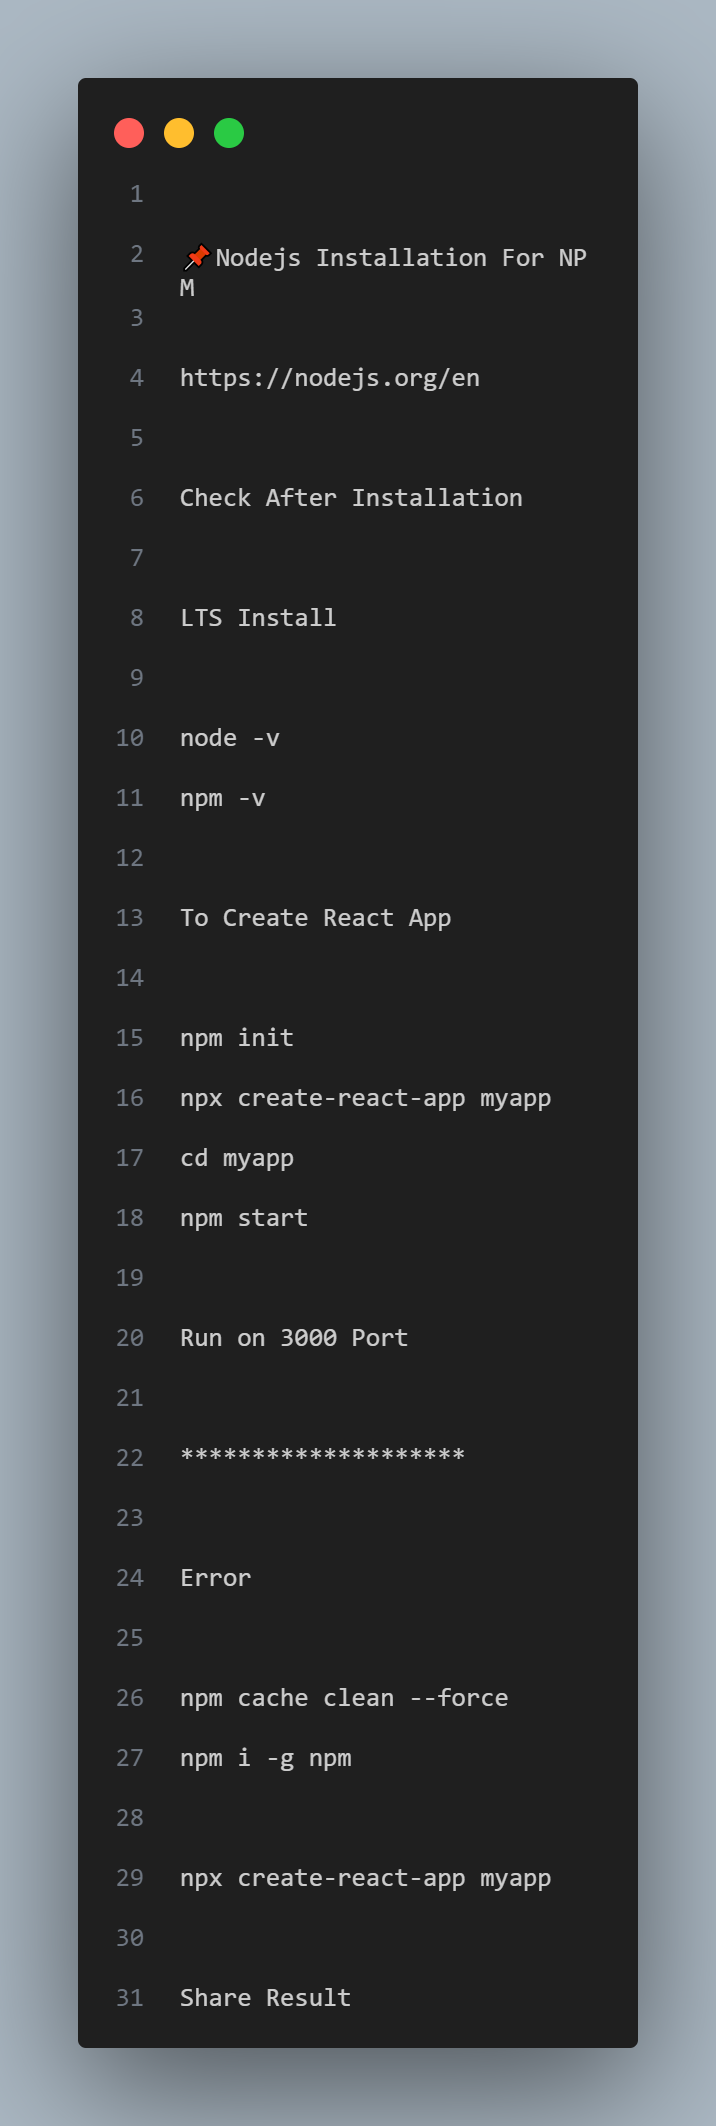 1
2 📌Nodejs Installation For NP
M
3
4 https://nodejs.org/en
5
6 Check After Installation
7
8 LTS Install
9
10 node -v
11 npm -v
12
13 To Create React App
14
15 npm init
16 npx create-react-app myapp
17 cd myapp
18 npm start
19
20 Run on 3000 Port
21
22 ********************
23
24 Error
25
26 npm cache clean --force
27 npm i -g npm
28
29 npx create-react-app myapp
30
31 Share Result